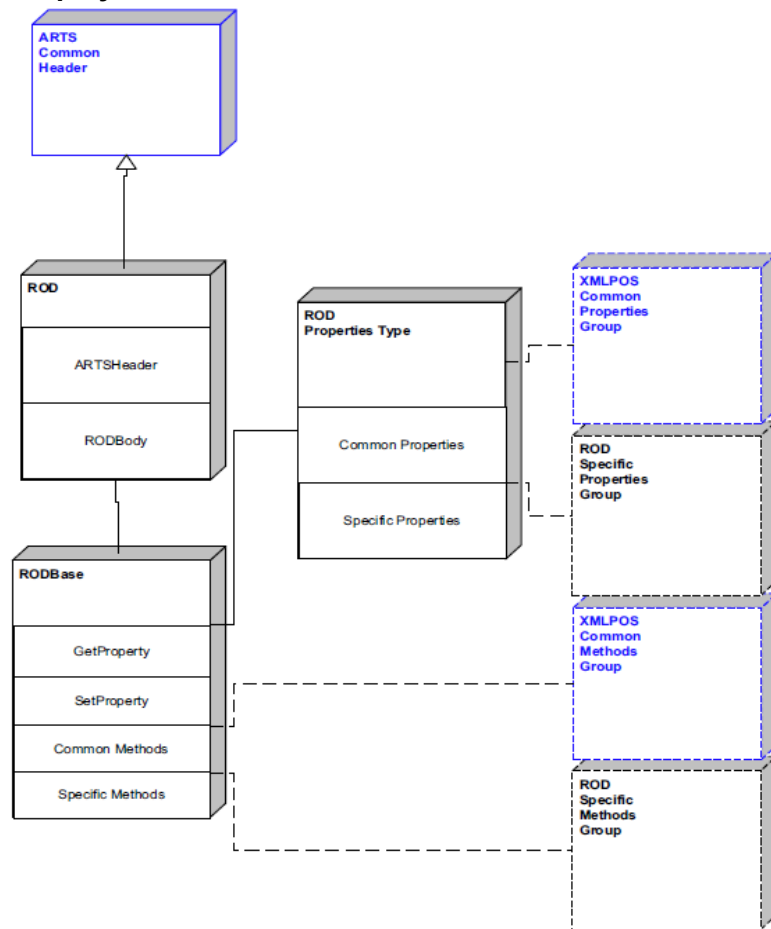 ARTS
Common
Header
ROD
ARTSHeader
RODBody
RODBase
GetProperty
SetProperty
Common Methods
Specific Methods
ROD
Properties Type
Common Properties
Specific Properties
XMLPOS
Common
Properties
Group
ROD
Specific
Properties
Group
XMLPOS
Common
Methods
Group
ROD
Specific
Methods
Group